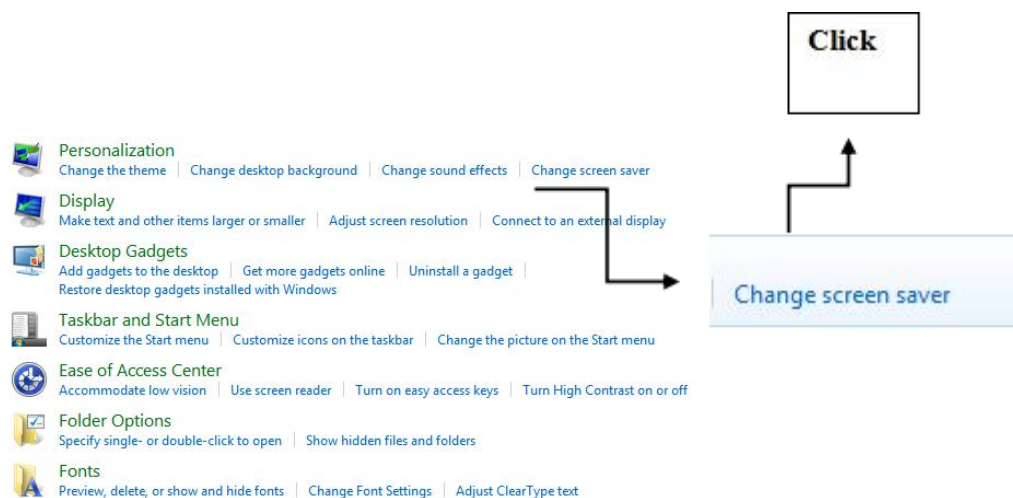 Click
Personalization
Change the theme | Change desktop background | Change sound effects | Change screen saver
Display
Make text and other items larger or smaller | Adjust screen resolution | Connect to an external display
Desktop Gadgets
Add gadgets to the desktop | Get more gadgets online | Uninstall a gadget |
Restore desktop gadgets installed with Windows
Change screen saver
Taskbar and Start Menu
Customize the Start menu | Customize icons on the taskbar | Change the picture on the Start menu
Ease of Access Center
Accommodate low vision | Use screen reader | Turn on easy access keys | Turn High Contrast on or off
Folder Options
Specify single- or double-click to open | Show hidden files and folders
Fonts
Preview, delete, or show and hide fonts | Change Font Settings | Adjust ClearType text